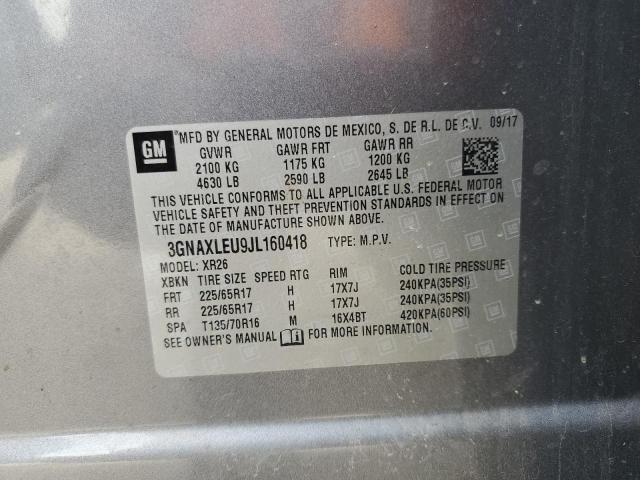 GM MFD BY GENERAL MOTORS DE MEXICO, S. DE R.L. DE C.V. 09/17
GVWR GAWR FRT GAWR RR
2100 KG 1175 KG 1200 KG
4630 LB 2590 LB 2645 LB
THIS VEHICLE CONFORMS TO ALL APPLICABLE U.S. FEDERAL MOTOR
VEHICLE SAFETY AND THEFT PREVENTION STANDARDS IN EFFECT ON
THE DATE OF MANUFACTURE SHOWN ABOVE.
3GNAXLEU9JL160418 TYPE: M.P.V.
MODEL: XR26
XBKN TIRE SIZE SPEED RTG RIM COLD TIRE PRESSURE
FRT 225/65R17 H 17X7J 240KPA(35PSI)
RR 225/65R17 H 17X7J 240KPA(35PSI)
SPA T135/70R16 M 16X4BT 420KPA(60PSI)
SEE OWNER'S MANUAL FOR MORE INFORMATION